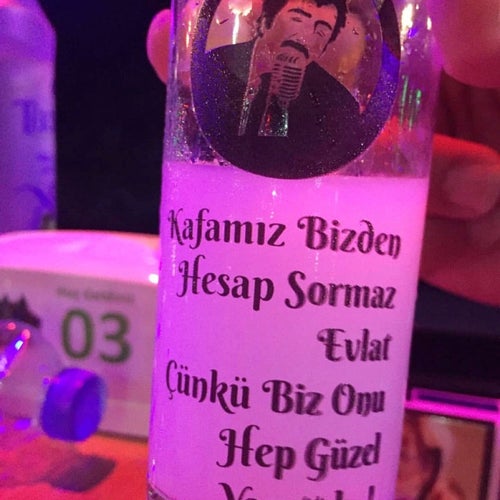 Kafamız Bizden
Hesap Sormaz
Evlat
Çünkü Biz Onu
Hep Güzel
03